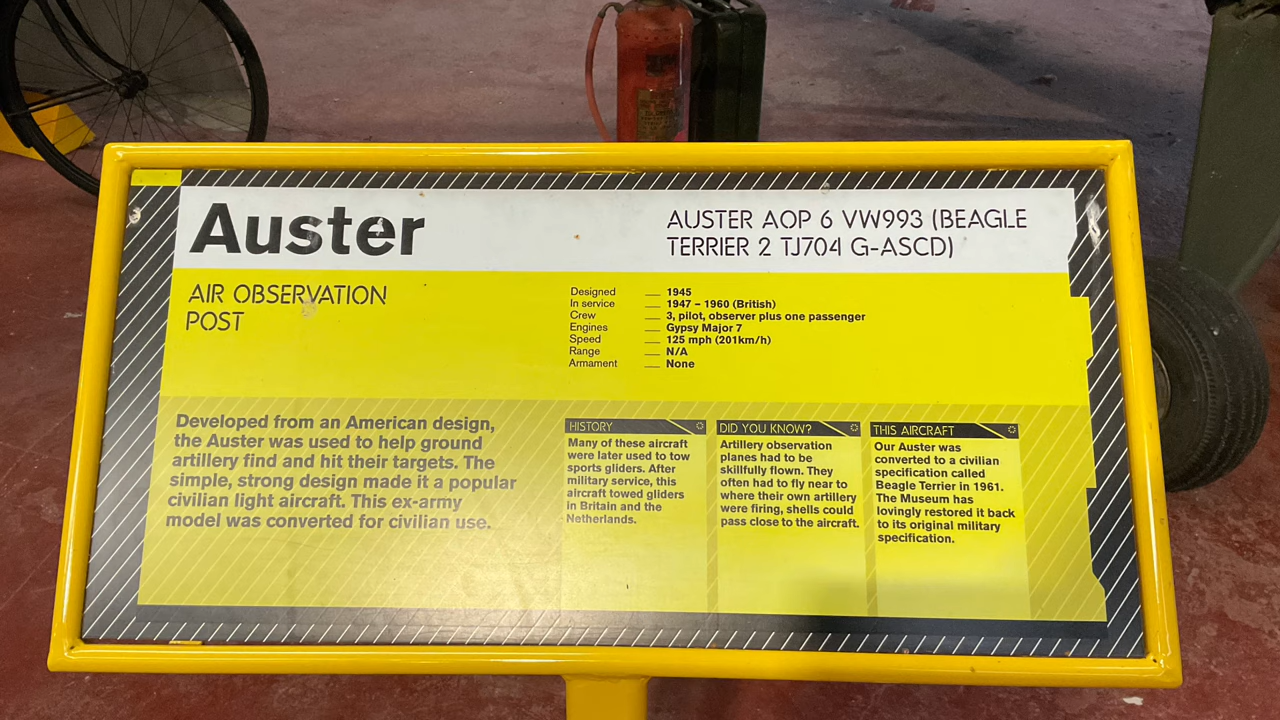 Auster
AUSTER AOP 6 VW993 (BEAGLE
TERRIER 2 TJ704 G-ASCD)
AIR OBSERVATION
POST
Designed __ 1945
In service __ 1947 – 1960 (British)
Crew __ 3, pilot, observer plus one passenger
Engines __ Gypsy Major 7
Speed __ 125 mph (201km/h)
Range __ N/A
Armament __ None
Developed from an American design,
the Auster was used to help ground
artillery find and hit their targets. The
simple, strong design made it a popular
civilian light aircraft. This ex-army
model was converted for civilian use.
HISTORY
Many of these aircraft
were later used to tow
sports gliders. After
military service, this
aircraft towed gliders
in Britain and the
Netherlands.
DID YOU KNOW?
Artillery observation
planes had to be
skillfully flown. They
often had to fly near to
where their own artillery
were firing, shells could
pass close to the aircraft.
THIS AIRCRAFT
Our Auster was
converted to a civilian
specification called
Beagle Terrier in 1961.
The Museum has
lovingly restored it back
to its original military
specification.